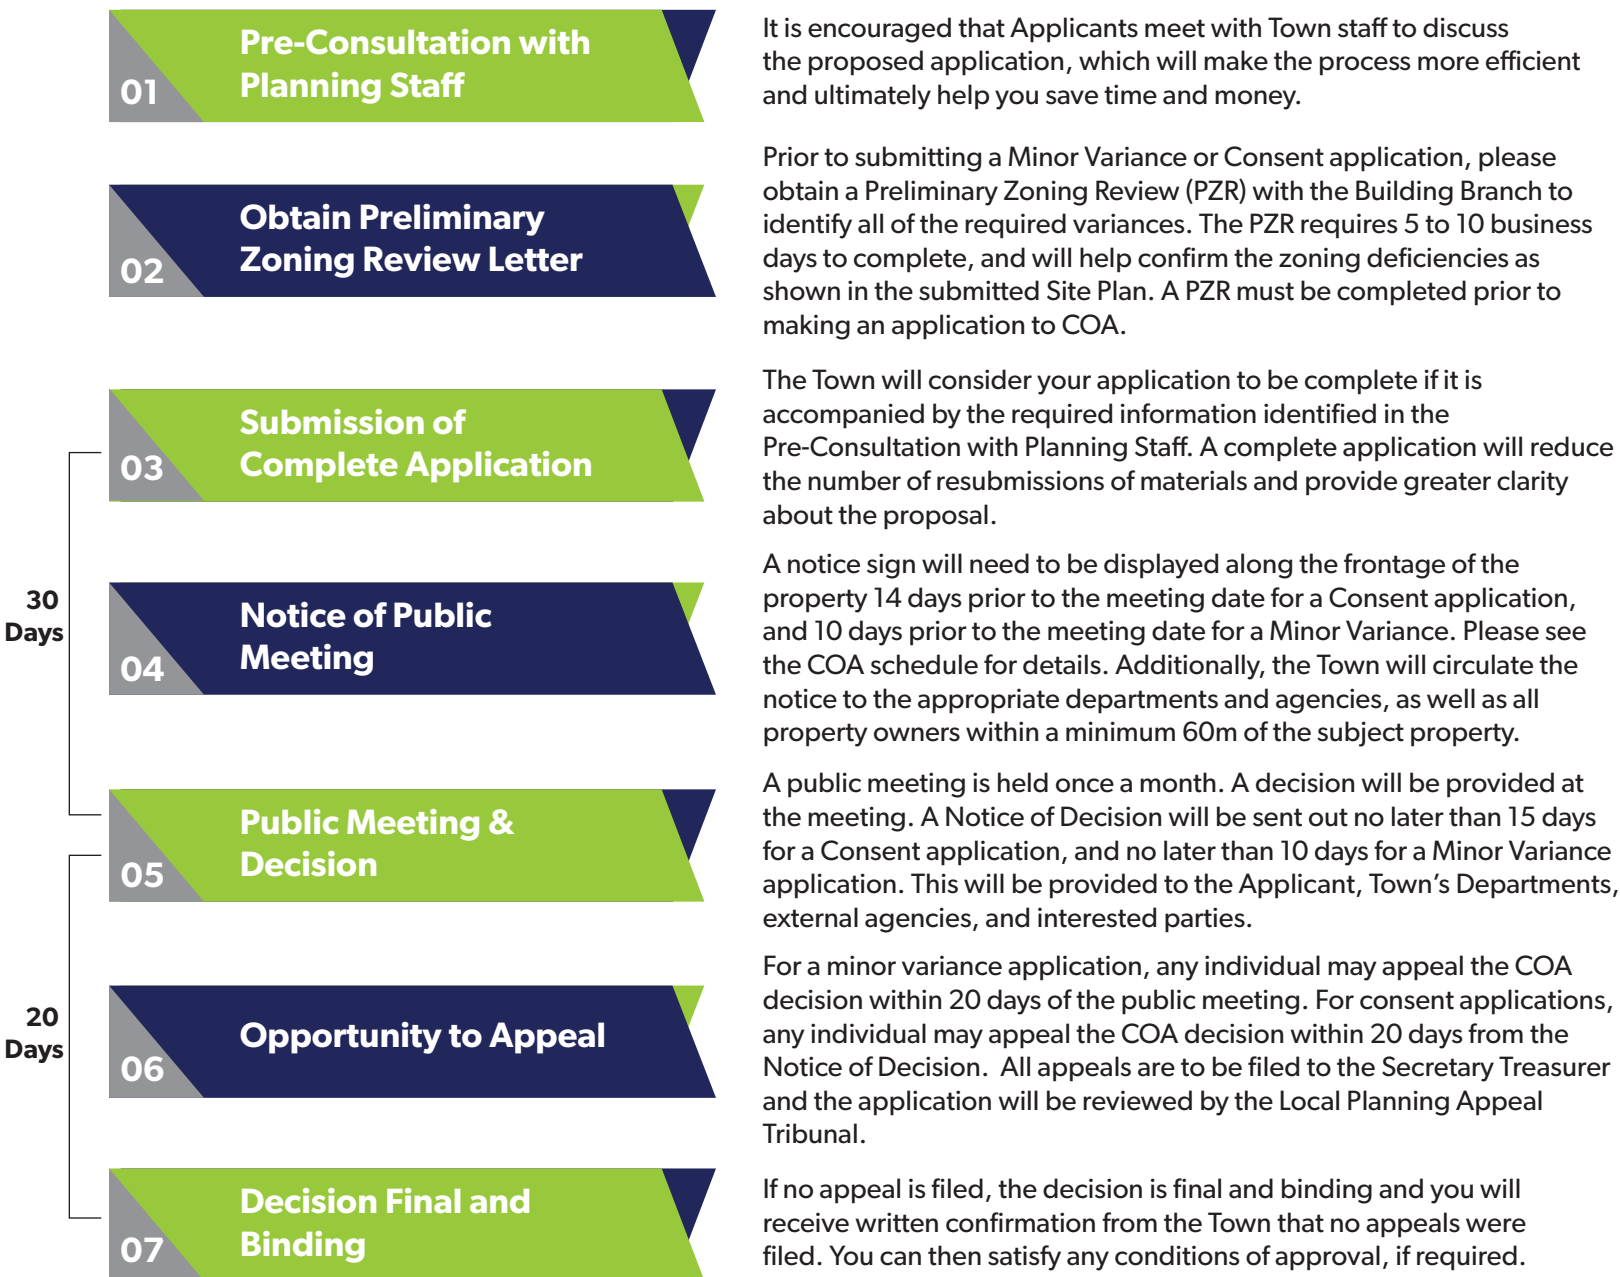 Pre-Consultation with
Planning Staff
01
It is encouraged that Applicants meet with Town staff to discuss
the proposed application, which will make the process more efficient
and ultimately help you save time and money.
Obtain Preliminary
Zoning Review Letter
02
Prior to submitting a Minor Variance or Consent application, please
obtain a Preliminary Zoning Review (PZR) with the Building Branch to
identify all of the required variances. The PZR requires 5 to 10 business
days to complete, and will help confirm the zoning deficiencies as
shown in the submitted Site Plan. A PZR must be completed prior to
making an application to COA.
Submission of
Complete Application
03
The Town will consider your application to be complete if it is
accompanied by the required information identified in the
Pre-Consultation with Planning Staff. A complete application will reduce
the number of resubmissions of materials and provide greater clarity
about the proposal.
30
Days
Notice of Public
Meeting
04
A notice sign will need to be displayed along the frontage of the
property 14 days prior to the meeting date for a Consent application,
and 10 days prior to the meeting date for a Minor Variance. Please see
the COA schedule for details. Additionally, the Town will circulate the
notice to the appropriate departments and agencies, as well as all
property owners within a minimum 60m of the subject property.
Public Meeting &
Decision
05
A public meeting is held once a month. A decision will be provided at
the meeting. A Notice of Decision will be sent out no later than 15 days
for a Consent application, and no later than 10 days for a Minor Variance
application. This will be provided to the Applicant, Town's Departments,
external agencies, and interested parties.
20
Days
Opportunity to Appeal
06
For a minor variance application, any individual may appeal the COA
decision within 20 days of the public meeting. For consent applications,
any individual may appeal the COA decision within 20 days from the
Notice of Decision.  All appeals are to be filed to the Secretary Treasurer
and the application will be reviewed by the Local Planning Appeal
Tribunal.
Decision Final and
Binding
07
If no appeal is filed, the decision is final and binding and you will
receive written confirmation from the Town that no appeals were
filed. You can then satisfy any conditions of approval, if required.